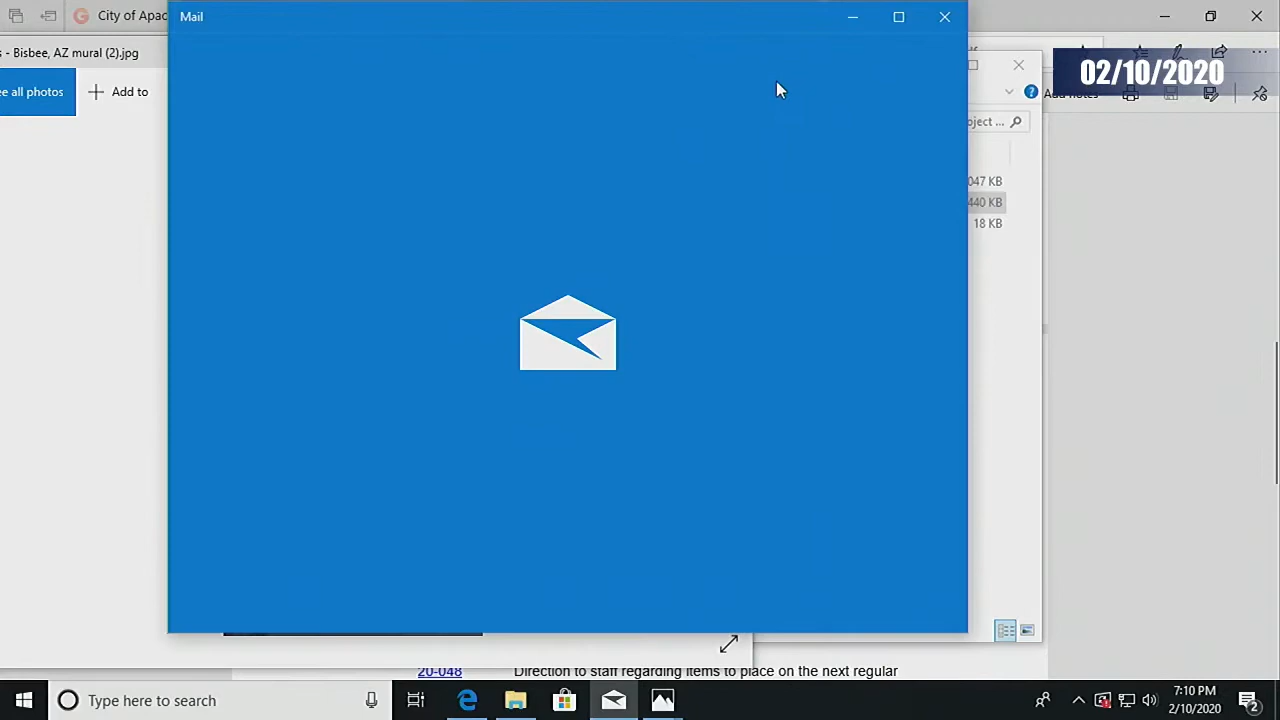 City of Apac
Mail
s - Bisbee, AZ mural (2).jpg
02/10/2020
ee all photos
Add to
Add notes
oject ...
047 KB
440 KB
18 KB
20-048 Direction to staff regarding items to place on the next regular
Type here to search
7:10 PM
2/10/2020
2